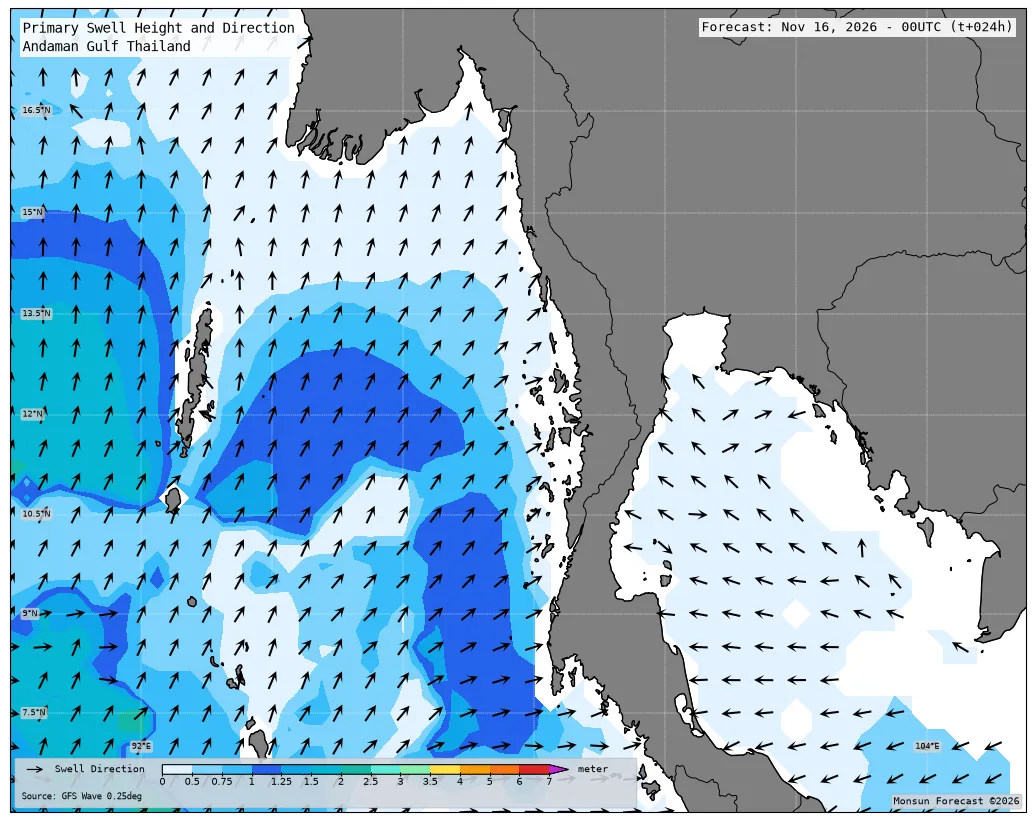 Primary Swell Height and Direction
Andaman Gulf Thailand
Forecast: Nov 16, 2026 - 00UTC (t+024h)
16.5°N
15°N
13.5°N
12°N
10.5°N
9°N
7.5°N
92°E
104°E
Swell Direction
meter
0 0.5 0.75 1 1.25 1.5 2 2.5 3 3.5 4 5 6 7
Source: GFS Wave 0.25deg
Monsun Forecast ©2026